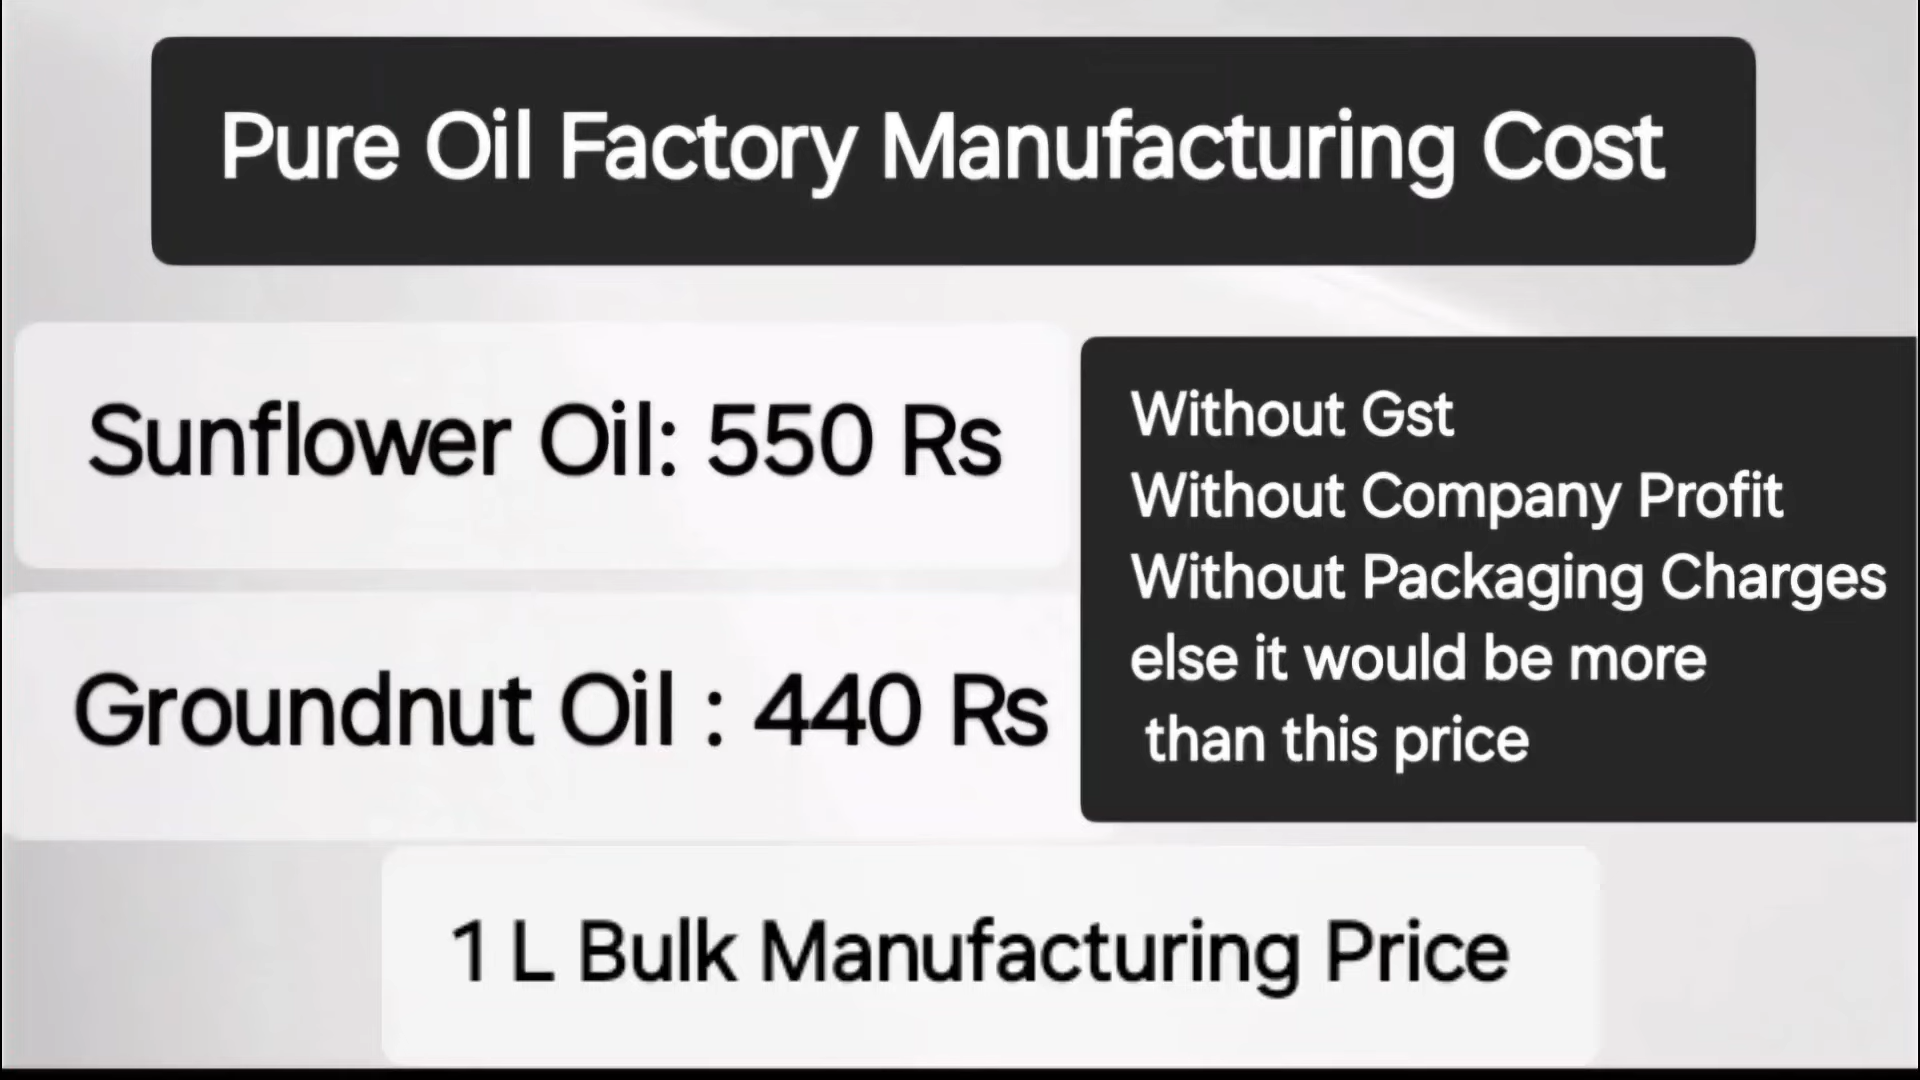 Pure Oil Factory Manufacturing Cost
Sunflower Oil: 550 Rs
Groundnut Oil : 440 Rs
Without Gst
Without Company Profit
Without Packaging Charges
else it would be more
than this price
1 L Bulk Manufacturing Price